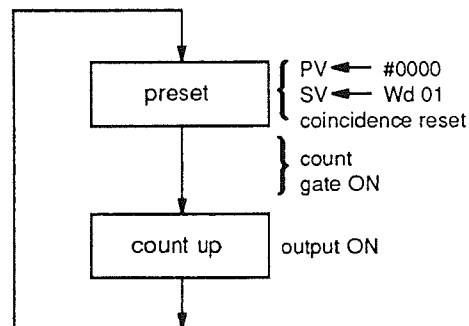 preset
PV ← #0000
SV ← Wd 01
coincidence reset
count
gate ON
count up
output ON